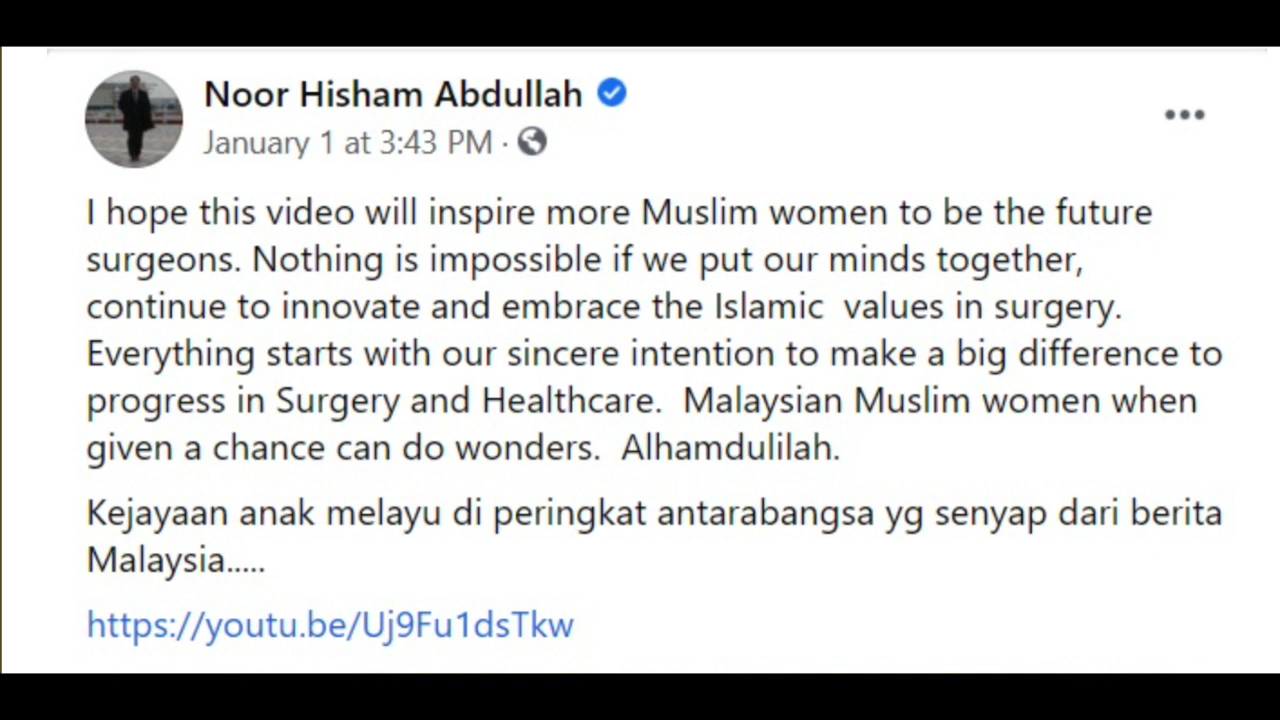 Noor Hisham Abdullah
January 1 at 3:43 PM ·
I hope this video will inspire more Muslim women to be the future
surgeons. Nothing is impossible if we put our minds together,
continue to innovate and embrace the Islamic  values in surgery.
Everything starts with our sincere intention to make a big difference to
progress in Surgery and Healthcare.  Malaysian Muslim women when
given a chance can do wonders.  Alhamdulilah.
Kejayaan anak melayu di peringkat antarabangsa yg senyap dari berita
Malaysia.....
https://youtu.be/Uj9Fu1dsTkw